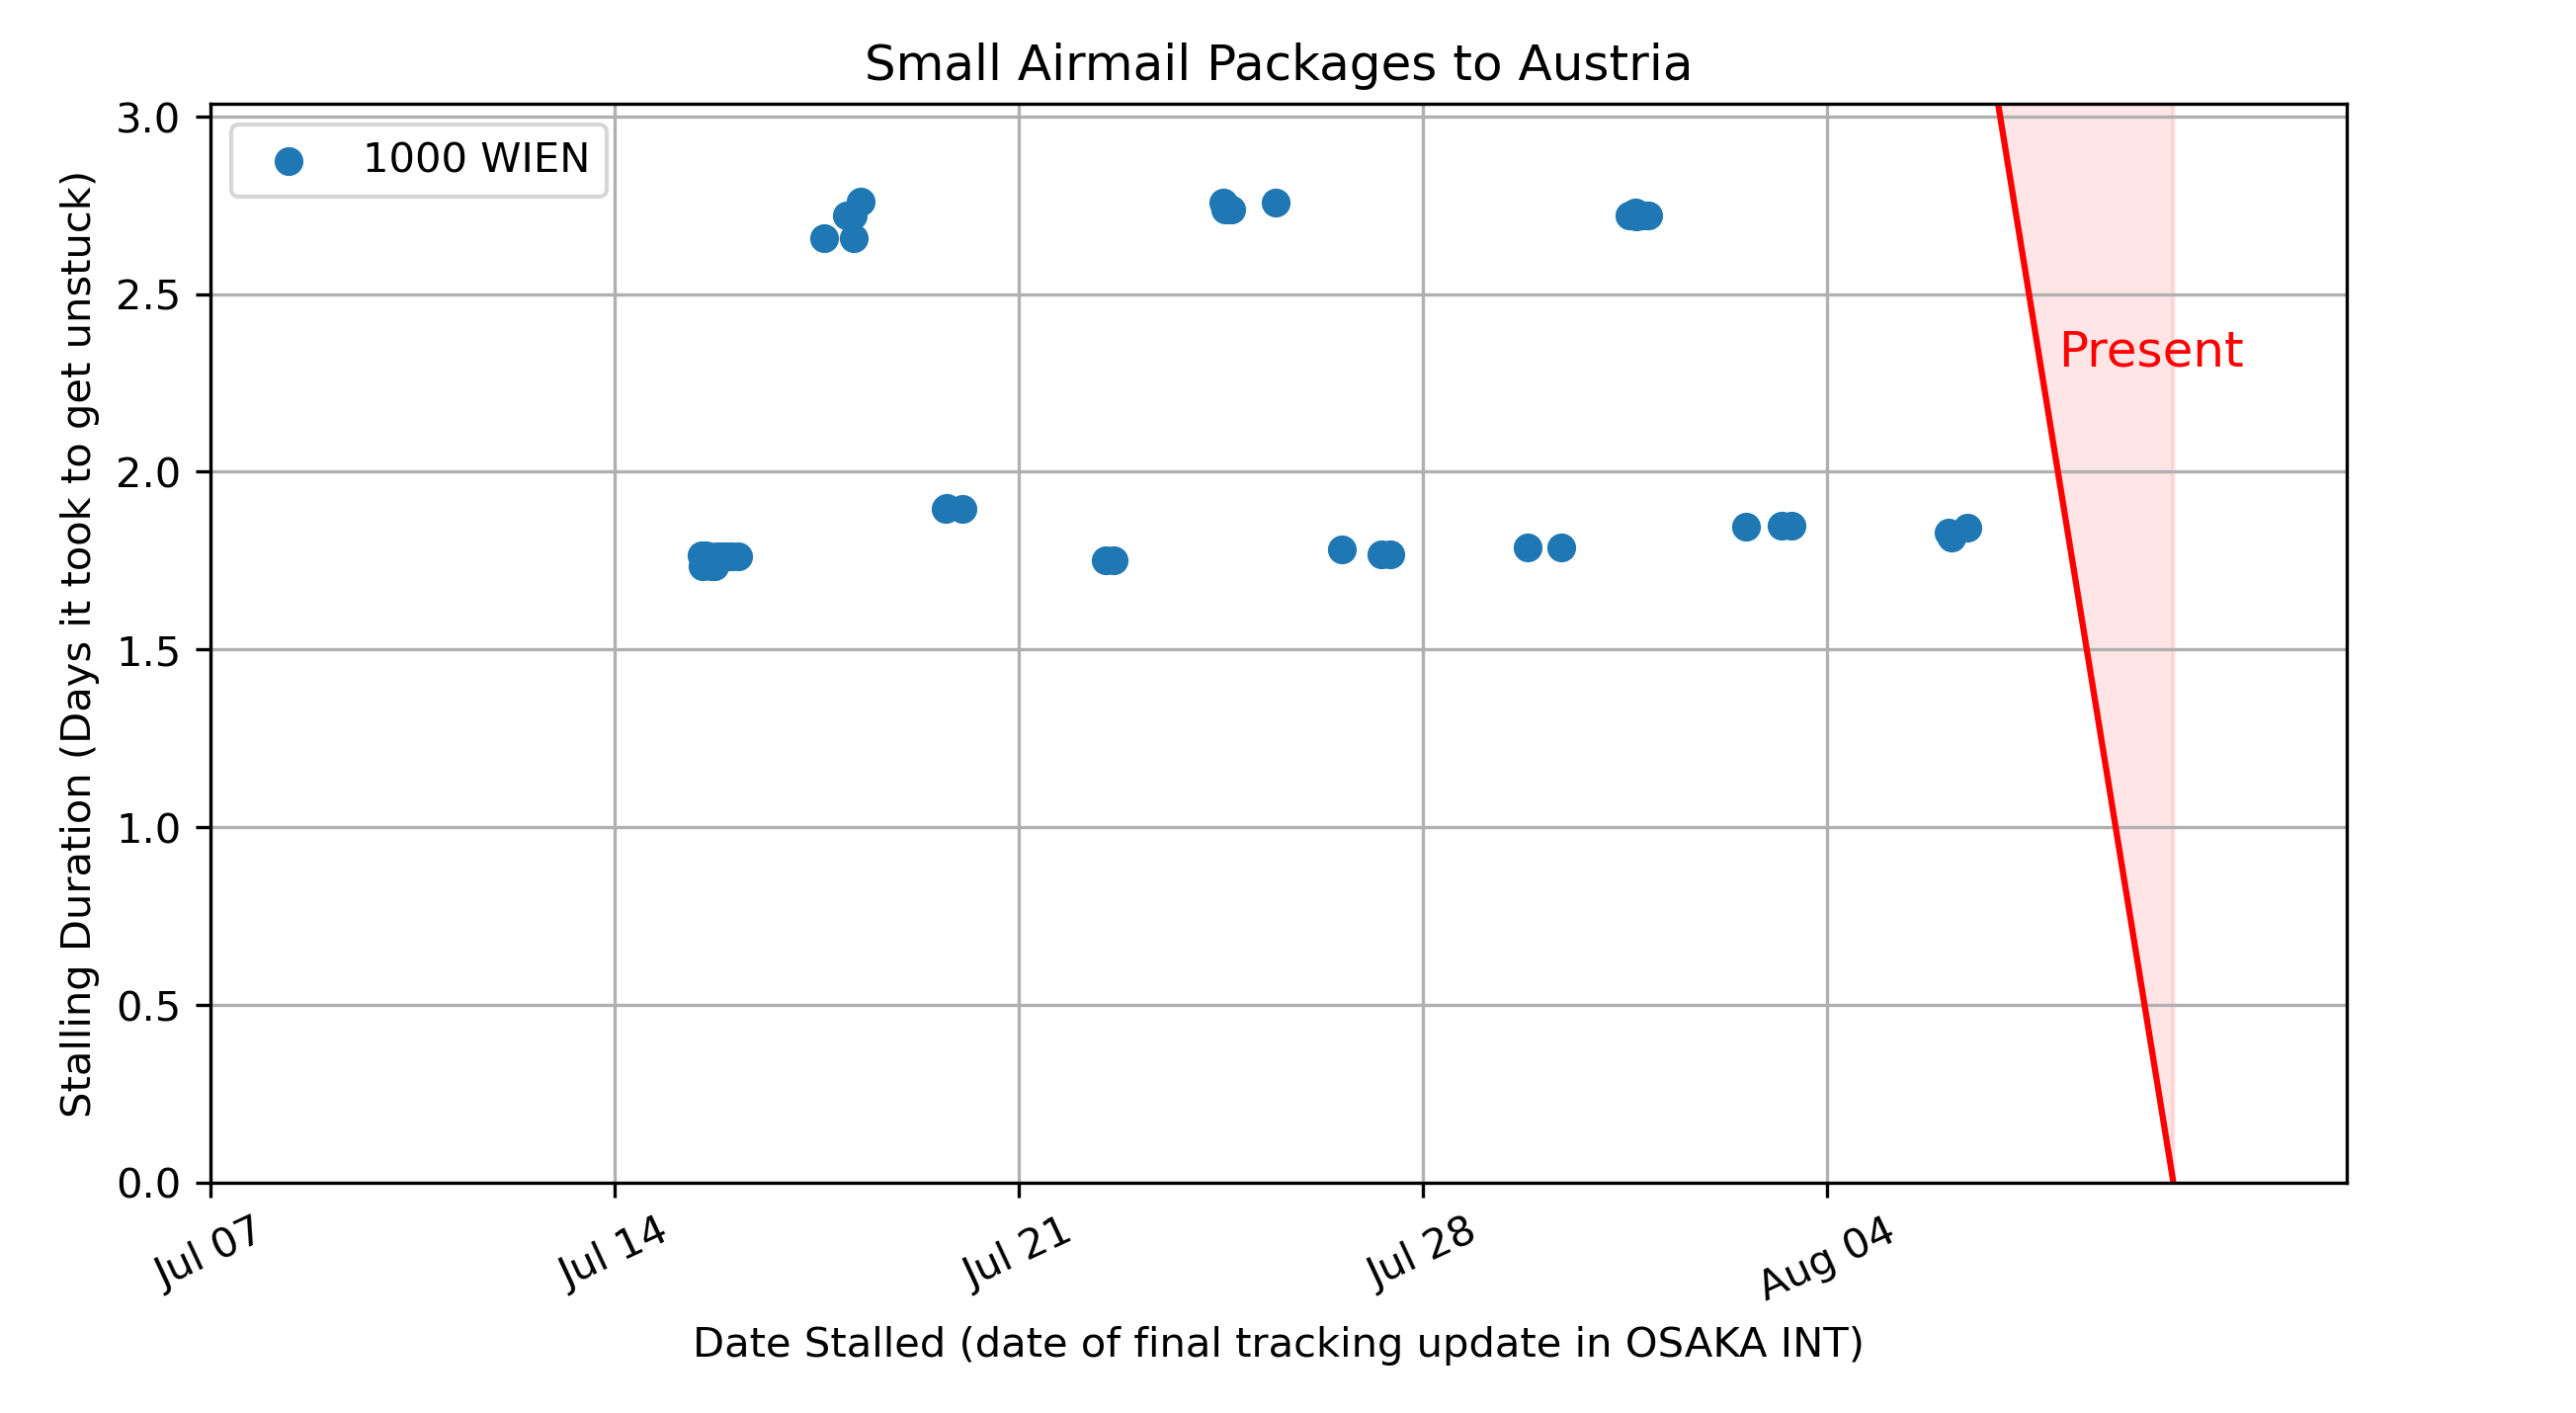 Small Airmail Packages to Austria
1000 WIEN
Present
Stalling Duration (Days it took to get unstuck)
3.0
2.5
2.0
1.5
1.0
0.5
0.0
Jul 07
Jul 14
Jul 21
Jul 28
Aug 04
Date Stalled (date of final tracking update in OSAKA INT)